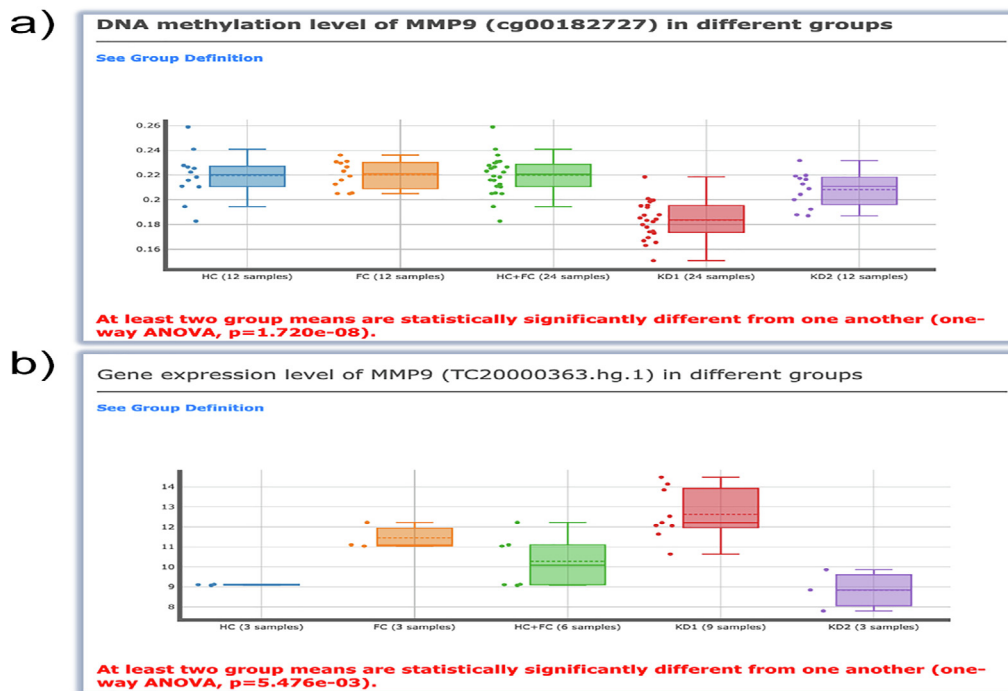 a)
DNA methylation level of MMP9 (cg00182727) in different groups
See Group Definition
0.26
0.24
0.22
0.2
0.18
0.16
HC (12 samples) FC (12 samples) HC+FC (24 samples) KD1 (24 samples) KD2 (12 samples)
At least two group means are statistically significantly different from one another (one-
way ANOVA, p=1.720e-08).
b)
Gene expression level of MMP9 (TC20000363.hg.1) in different groups
See Group Definition
14
13
12
11
10
9
8
HC (3 samples) FC (3 samples) HC+FC (6 samples) KD1 (9 samples) KD2 (3 samples)
At least two group means are statistically significantly different from one another (one-
way ANOVA, p=5.476e-03).